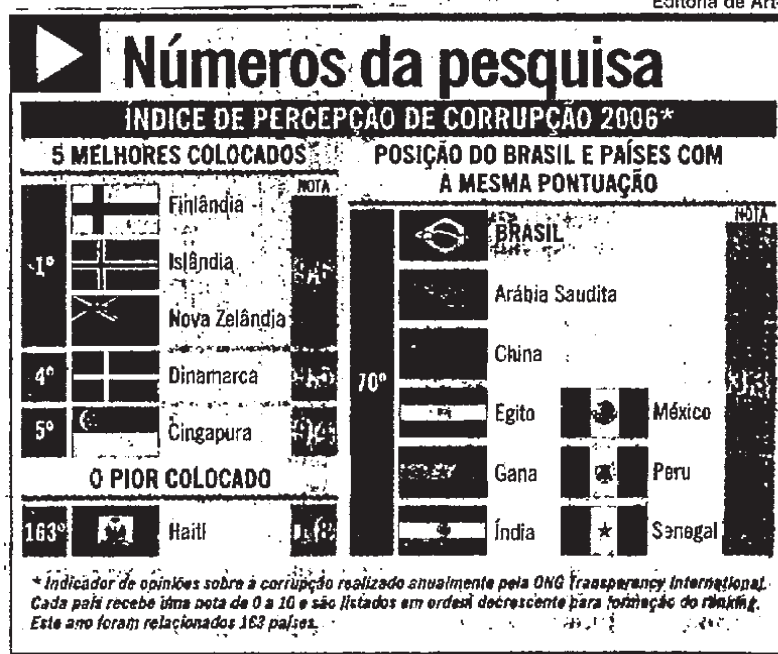 Editoria de Art
Números da pesquisa
ÍNDICE DE PERCEPÇÃO DE CORRUPÇÃO 2006*
5 MELHORES COLOCADOS
NOTA
1º
Finlândia
Islândia
Nova Zelândia
4º
Dinamarca
5º
Cingapura
O PIOR COLOCADO
163º
Haiti
POSIÇÃO DO BRASIL E PAÍSES COM
A MESMA PONTUAÇÃO
NOTA
70º
BRASIL
Arábia Saudita
China
Egito
México
Gana
Peru
Índia
Senegal
* Indicador de opiniões sobre a corrupção realizado anualmente pela ONG Transparency International.
Cada país recebe uma nota de 0 a 10 e são listados em ordem decrescente para formação do ranking.
Este ano foram relacionados 163 países.